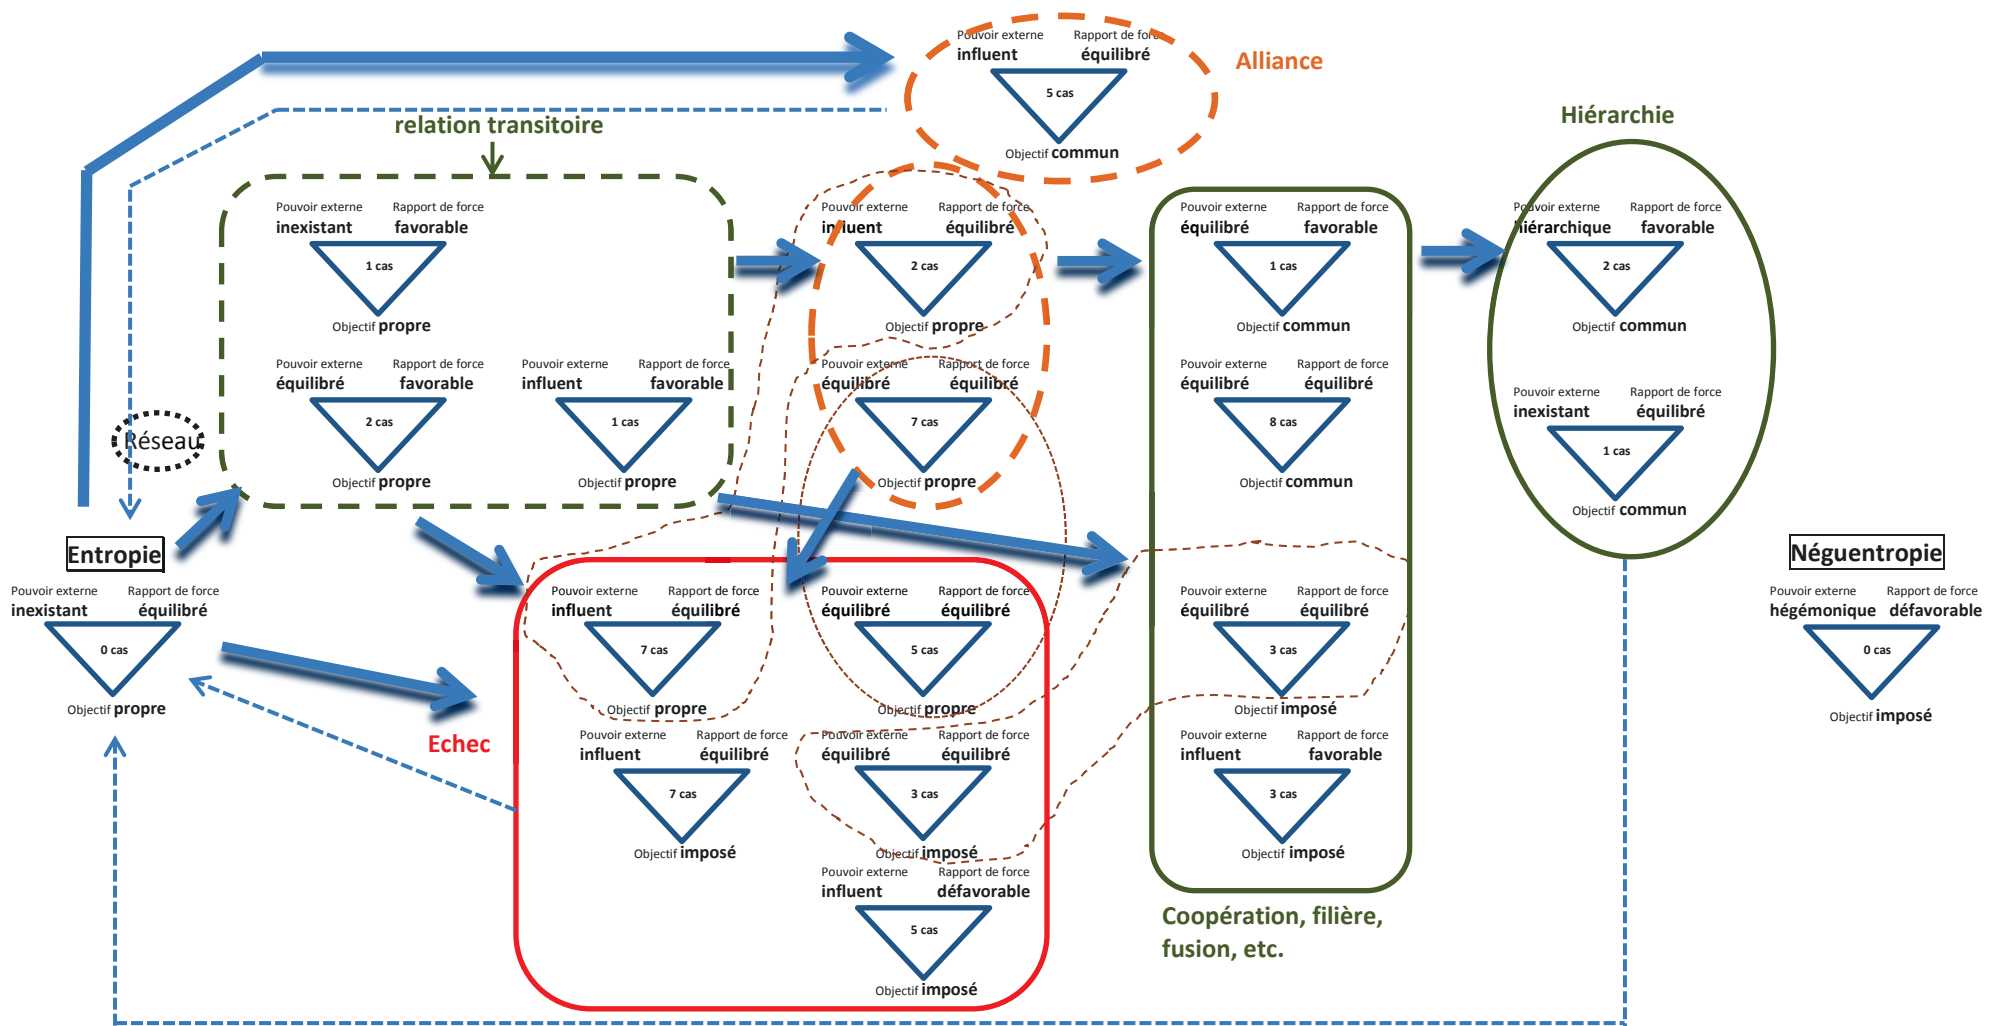 Pouvoir externe Rapport de force
influent équilibré
5 cas
Objectif commun
Alliance
relation transitoire
Hiérarchie
Pouvoir externe Rapport de force
inexistant favorable
1 cas
Objectif propre
Pouvoir externe Rapport de force
influent équilibré
2 cas
Objectif propre
Pouvoir externe Rapport de force
équilibré favorable
1 cas
Objectif commun
Pouvoir externe Rapport de force
hiérarchique favorable
2 cas
Objectif commun
Pouvoir externe Rapport de force
équilibré favorable
2 cas
Objectif propre
Pouvoir externe Rapport de force
influent favorable
1 cas
Objectif propre
Pouvoir externe Rapport de force
équilibré équilibré
7 cas
Objectif propre
Pouvoir externe Rapport de force
équilibré équilibré
8 cas
Objectif commun
Pouvoir externe Rapport de force
inexistant équilibré
1 cas
Objectif commun
Réseau
Entropie
Pouvoir externe Rapport de force
inexistant équilibré
0 cas
Objectif propre
Pouvoir externe Rapport de force
influent équilibré
7 cas
Objectif propre
Pouvoir externe Rapport de force
équilibré équilibré
5 cas
Objectif propre
Pouvoir externe Rapport de force
équilibré équilibré
3 cas
Objectif imposé
Néguentropie
Pouvoir externe Rapport de force
hégémonique défavorable
0 cas
Objectif imposé
Echec
Pouvoir externe Rapport de force
influent équilibré
7 cas
Objectif imposé
Pouvoir externe Rapport de force
équilibré équilibré
3 cas
Objectif imposé
Pouvoir externe Rapport de force
influent favorable
3 cas
Objectif imposé
Pouvoir externe Rapport de force
influent défavorable
5 cas
Objectif imposé
Coopération, filière,
fusion, etc.